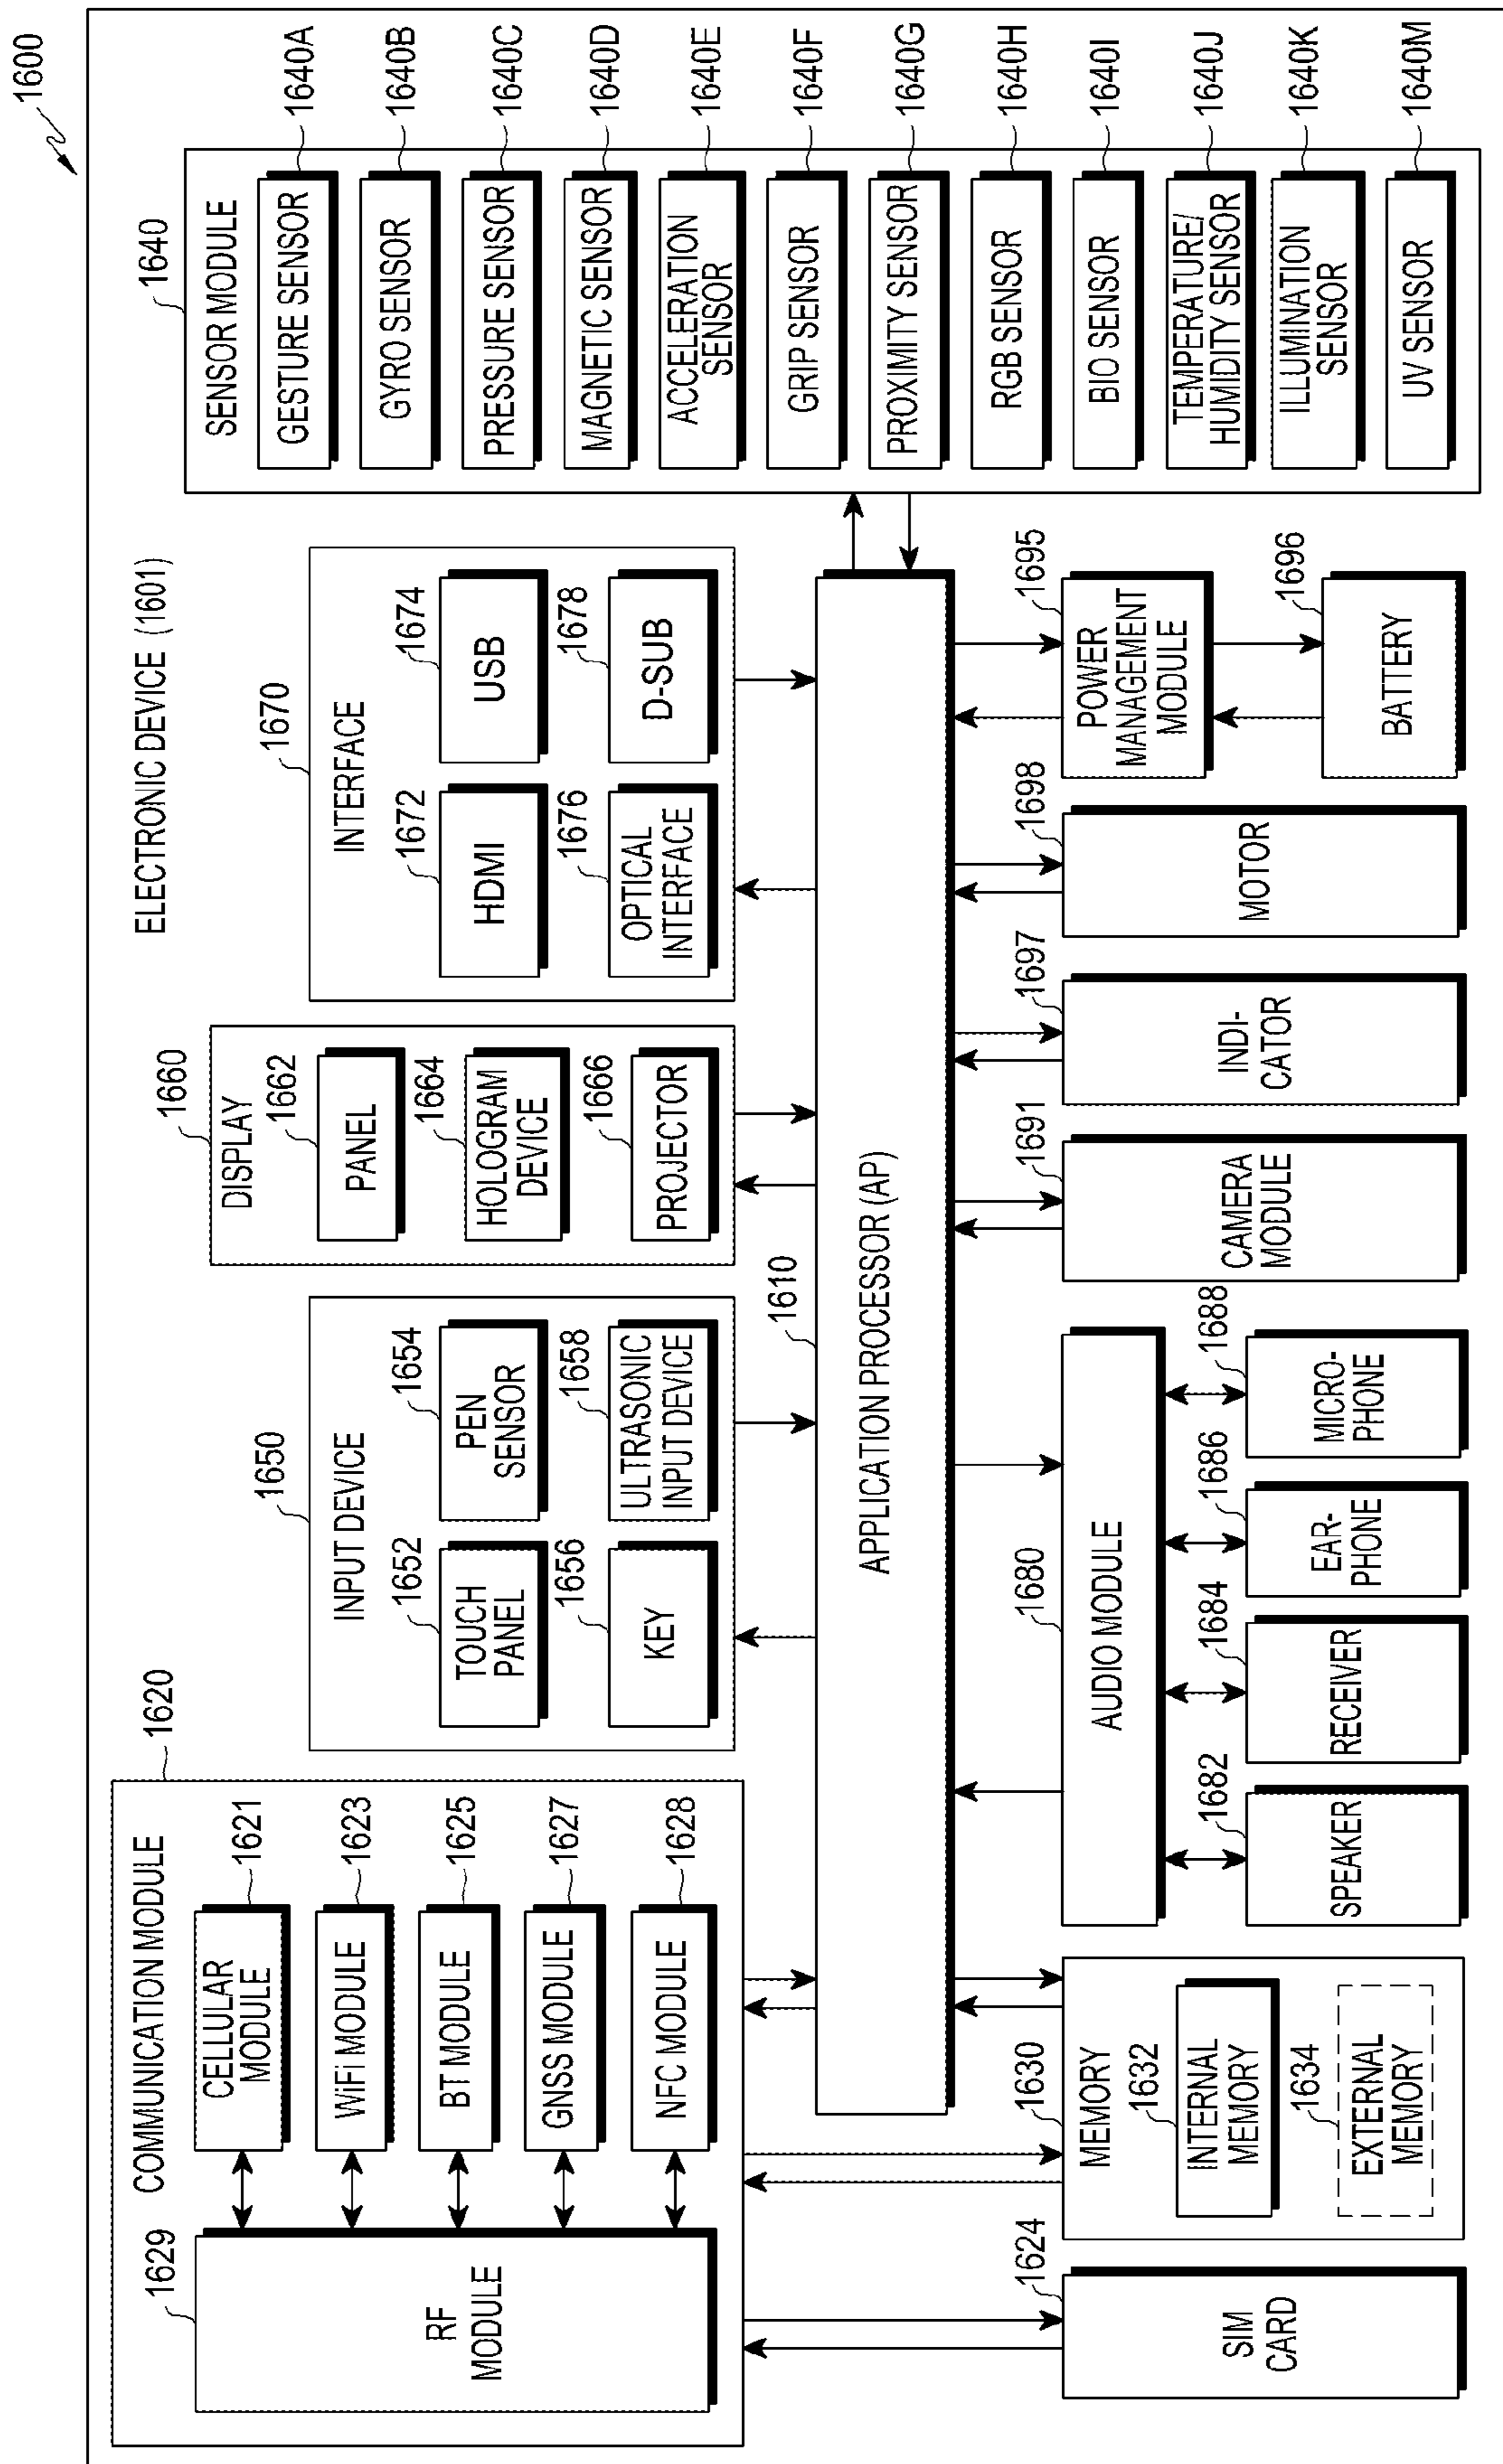 1600
ELECTRONIC DEVICE (1601)
1620
COMMUNICATION MODULE
1629
RF
MODULE
CELLULAR
MODULE
1621
WiFi MODULE
1623
BT MODULE
1625
GNSS MODULE
1627
NFC MODULE
1628
1650
INPUT DEVICE
1652
TOUCH
PANEL
1654
PEN
SENSOR
1656
KEY
1658
ULTRASONIC
INPUT DEVICE
1660
DISPLAY
1662
PANEL
1664
HOLOGRAM
DEVICE
1666
PROJECTOR
1670
INTERFACE
1672
HDMI
1674
USB
1676
OPTICAL
INTERFACE
1678
D-SUB
1640
SENSOR MODULE
GESTURE SENSOR
1640A
GYRO SENSOR
1640B
PRESSURE SENSOR
1640C
MAGNETIC SENSOR
1640D
ACCELERATION
SENSOR
1640E
GRIP SENSOR
1640F
PROXIMITY SENSOR
1640G
RGB SENSOR
1640H
BIO SENSOR
1640I
TEMPERATURE/
HUMIDITY SENSOR
1640J
ILLUMINATION
SENSOR
1640K
UV SENSOR
1640M
1610
APPLICATION PROCESSOR (AP)
1624
SIM
CARD
1630
MEMORY
1632
INTERNAL
MEMORY
1634
EXTERNAL
MEMORY
1680
AUDIO MODULE
1682
SPEAKER
1684
RECEIVER
1686
EAR-
PHONE
1688
MICRO-
PHONE
1691
CAMERA
MODULE
1697
INDI-
CATOR
1698
MOTOR
1695
POWER
MANAGEMENT
MODULE
1696
BATTERY